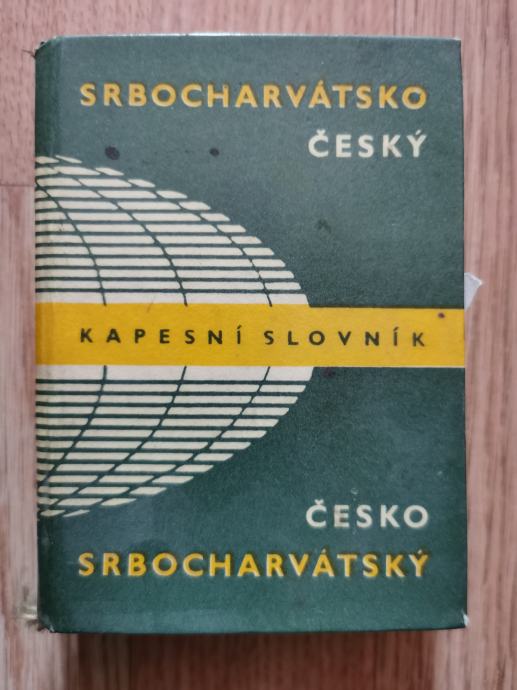 SRBOCHARVÁTSKO
ČESKÝ
KAPESNÍ SLOVNÍK
ČESKO
SRBOCHARVÁTSKÝ